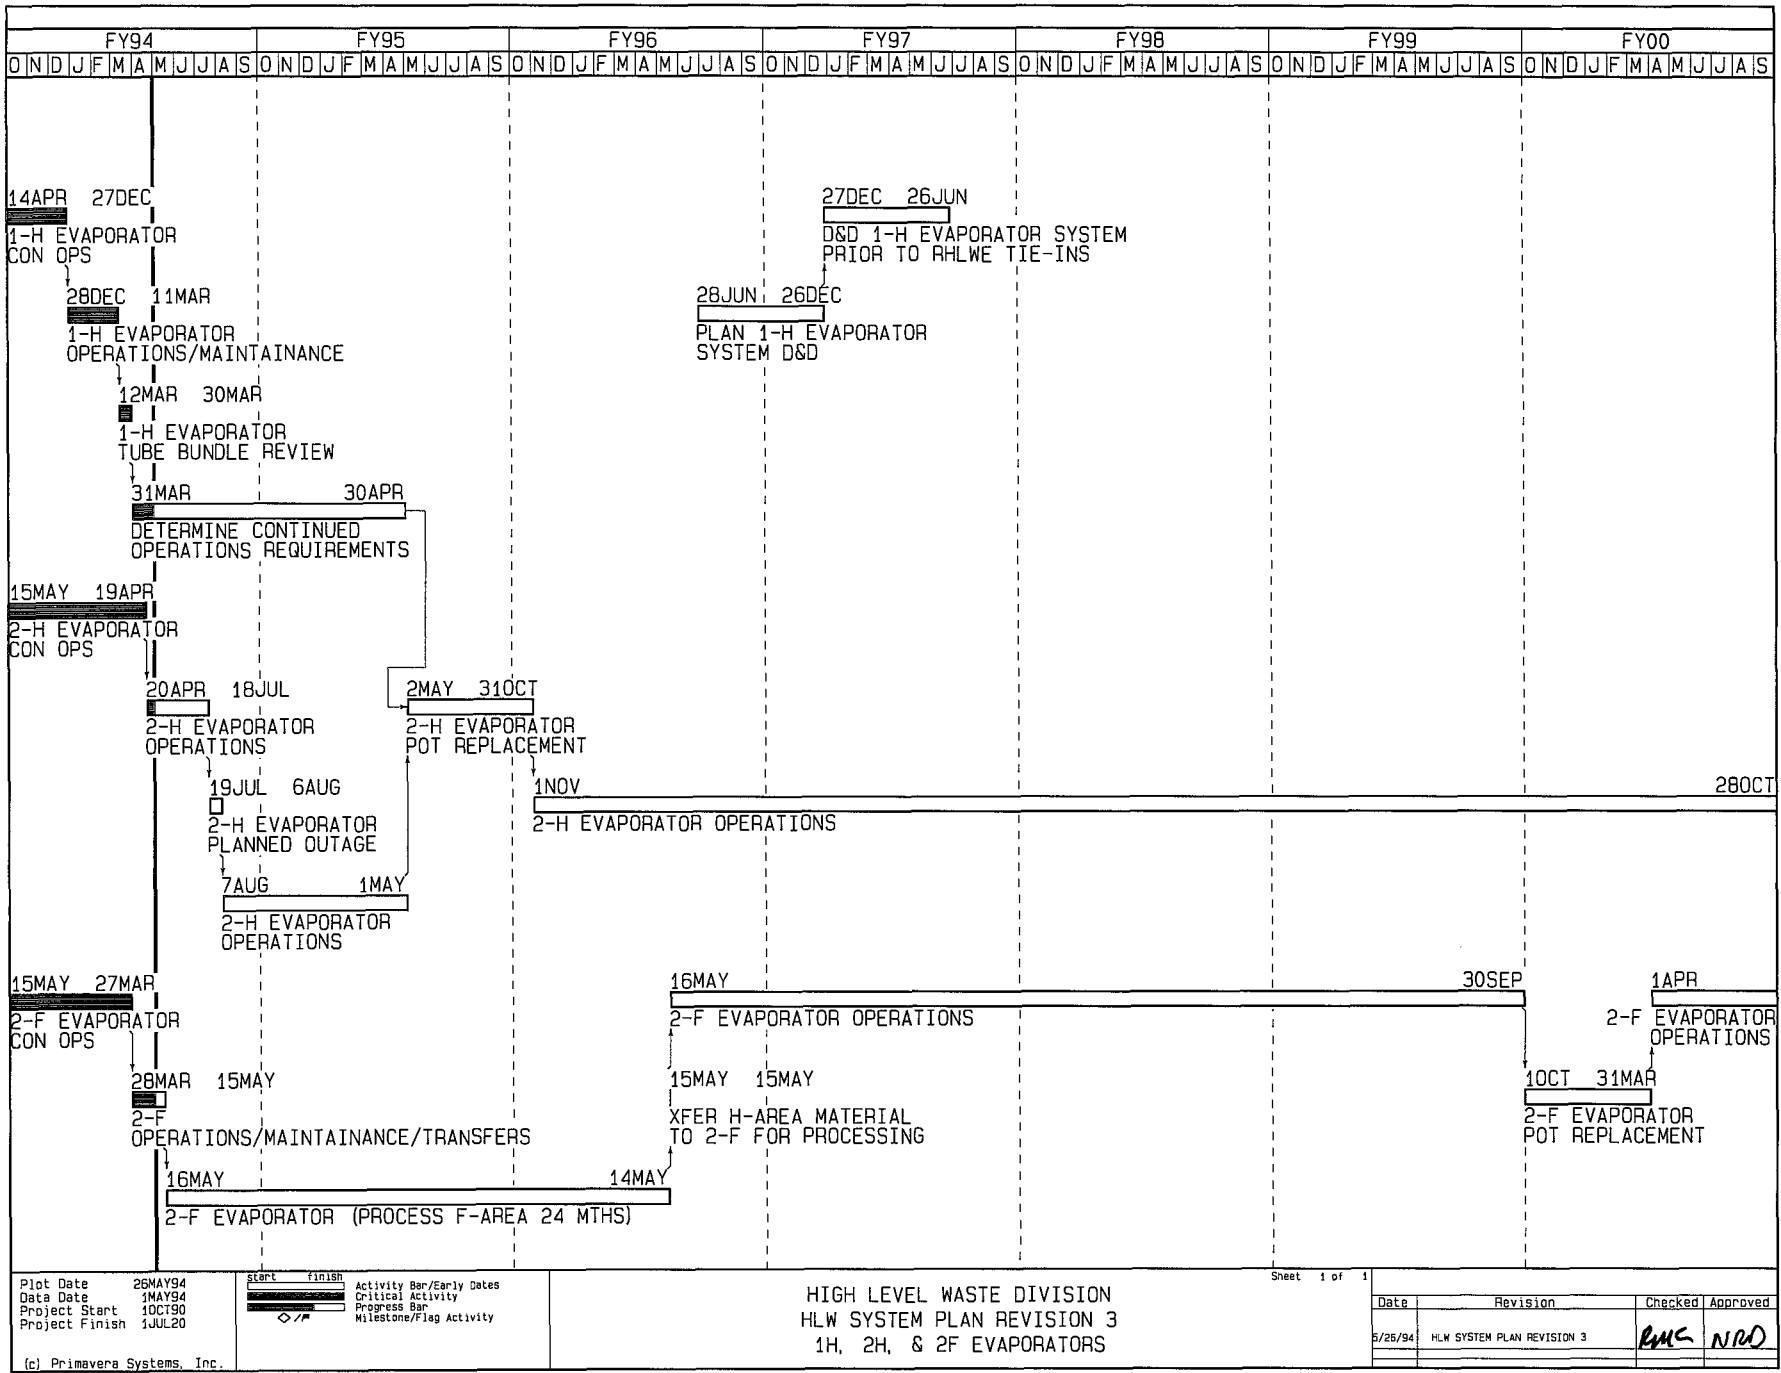 FY94 FY95 FY96 FY97 FY98 FY99 FY00
O N D J F M A M J J A S O N D J F M A M J J A S O N D J F M A M J J A S O N D J F M A M J J A S O N D J F M A M J J A S O N D J F M A M J J A S O N D J F M A M J J A S
14APR 27DEC
1-H EVAPORATOR
CON OPS
27DEC 26JUN
D&D 1-H EVAPORATOR SYSTEM
PRIOR TO RHLWE TIE-INS
28DEC 11MAR
1-H EVAPORATOR
OPERATIONS/MAINTAINANCE
28JUN 26DEC
PLAN 1-H EVAPORATOR
SYSTEM D&D
12MAR 30MAR
1-H EVAPORATOR
TUBE BUNDLE REVIEW
31MAR 30APR
DETERMINE CONTINUED
OPERATIONS REQUIREMENTS
15MAY 19APR
2-H EVAPORATOR
CON OPS
20APR 18JUL
2-H EVAPORATOR
OPERATIONS
2MAY 31OCT
2-H EVAPORATOR
POT REPLACEMENT
19JUL 6AUG
2-H EVAPORATOR
PLANNED OUTAGE
1NOV 28OCT
2-H EVAPORATOR OPERATIONS
7AUG 1MAY
2-H EVAPORATOR
OPERATIONS
15MAY 27MAR
2-F EVAPORATOR
CON OPS
16MAY 30SEP
2-F EVAPORATOR OPERATIONS
1APR
2-F EVAPORATOR
OPERATIONS
28MAR 15MAY
2-F
OPERATIONS/MAINTAINANCE/TRANSFERS
15MAY 15MAY
XFER H-AREA MATERIAL
TO 2-F FOR PROCESSING
1OCT 31MAR
2-F EVAPORATOR
POT REPLACEMENT
16MAY 14MAY
2-F EVAPORATOR (PROCESS F-AREA 24 MTHS)
Plot Date 26MAY94
Data Date 1MAY94
Project Start 1OCT90
Project Finish 1JUL20
(c) Primavera Systems, Inc.
start finish
Activity Bar/Early Dates
Critical Activity
Progress Bar
Milestone/Flag Activity
HIGH LEVEL WASTE DIVISION
HLW SYSTEM PLAN REVISION 3
1H, 2H, & 2F EVAPORATORS
Sheet 1 of 1
Date Revision Checked Approved
5/26/94 HLW SYSTEM PLAN REVISION 3 RMC NRD